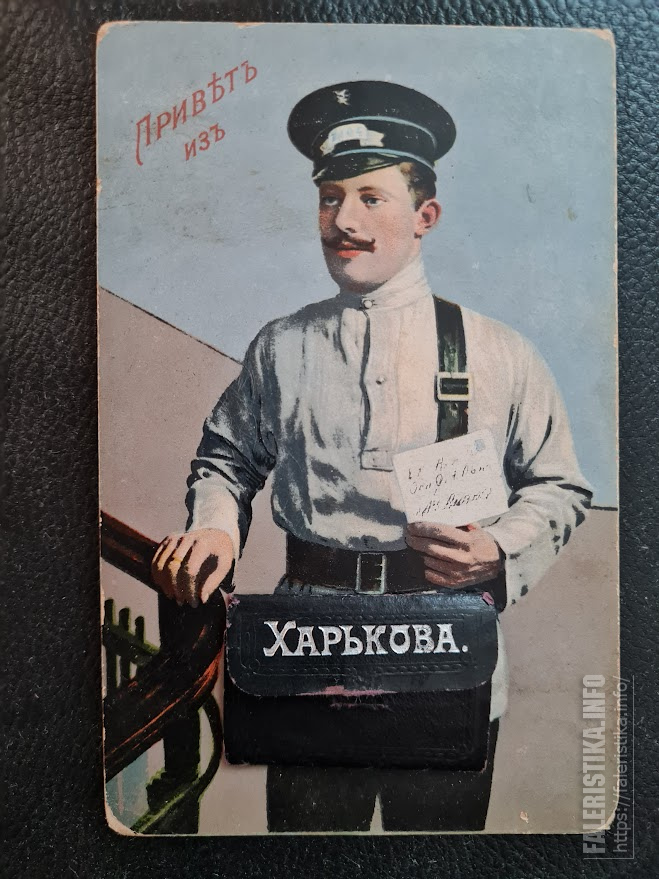 Привѣтъ
изъ
Харькова.
FALERISTIKA.INFO
https://faleristika.info/